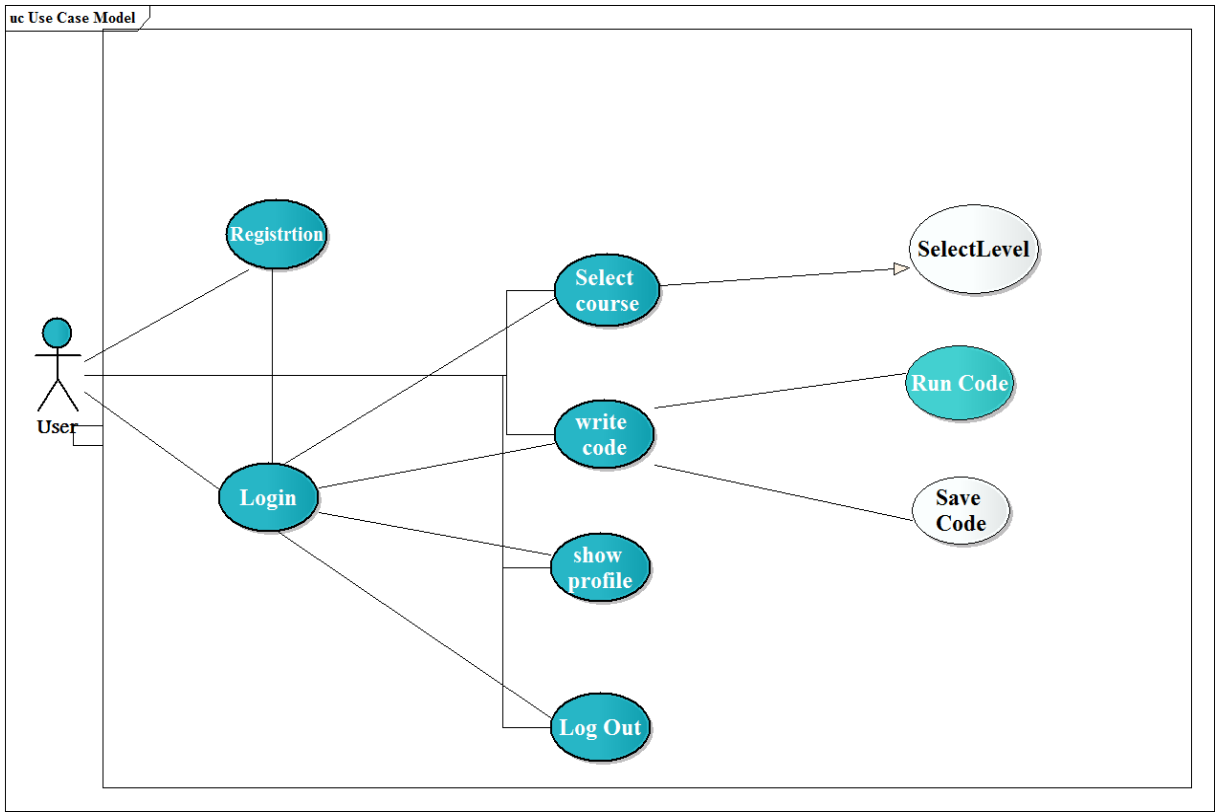 uc Use Case Model
Registrtion
SelectLevel
Select
course
Run Code
User
write
code
Login
Save
Code
show
profile
Log Out